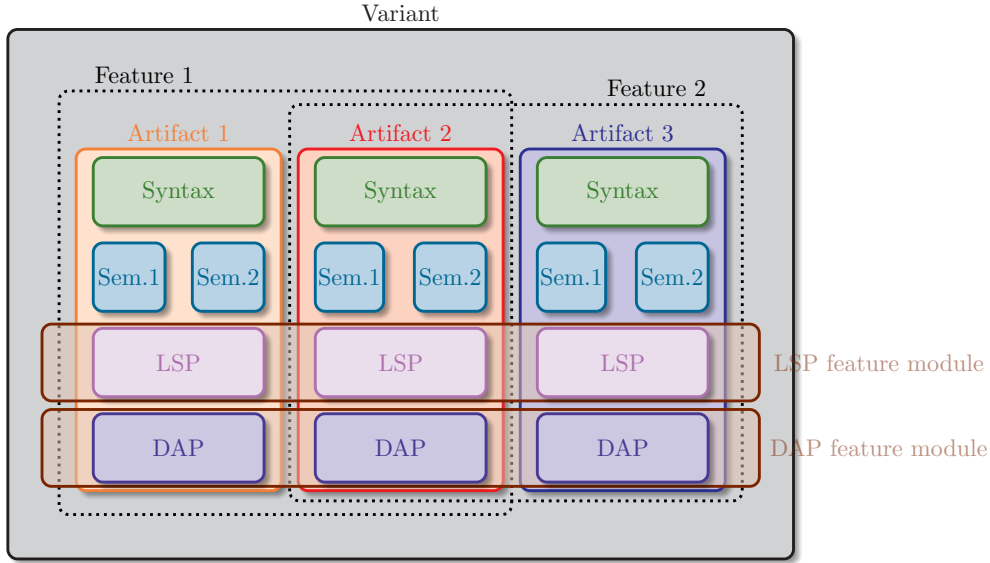 Variant
Feature 1
Feature 2
Artifact 1
Artifact 2
Artifact 3
Syntax
Syntax
Syntax
Sem.1
Sem.2
Sem.1
Sem.2
Sem.1
Sem.2
LSP
LSP
LSP
LSP feature module
DAP
DAP
DAP
DAP feature module